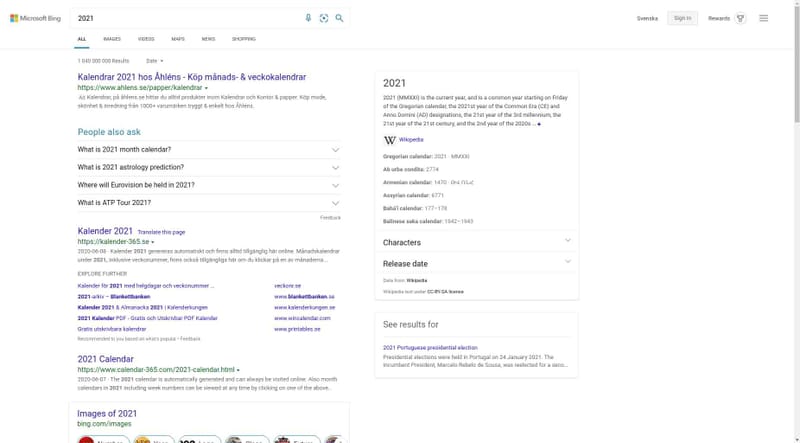 Microsoft Bing
2021
Svenska
Sign in
Rewards
ALL
IMAGES
VIDEOS
MAPS
NEWS
SHOPPING
1 040 000 000 Results
Date
Kalendrar 2021 hos Åhléns - Köp månads- & veckokalendrar
https://www.ahlens.se/papper/kalendrar
Ad Kalendrar, på åhlens.se hittar du alltid produkter inom Kalendrar och Kontor & papper. Köp mode,
skönhet & inredning från 1000+ varumärken tryggt & enkelt hos Åhlens.
People also ask
What is 2021 month calendar?
What is 2021 astrology prediction?
Where will Eurovision be held in 2021?
What is ATP Tour 2021?
Feedback
Kalender 2021 Translate this page
https://kalender-365.se
2020-06-08 · Kalender 2021 genereras automatiskt och finns alltid tillgänglig här online. Månadskalendrar
under 2021, inklusive veckonummer, finns också tillgängliga här om du klickar på en av månaderna...
EXPLORE FURTHER
Kalender för 2021 med helgdagar och veckonummer ...
veckonr.se
2021-arkiv – Blankettbanken
www.blankettbanken.se
Kalender 2021 & Almanacka 2021 | Kalenderkungen
www.kalenderkungen.se
2021 Kalender PDF - Gratis och Utskrivbar PDF Kalender
www.wincalendar.com
Gratis utskrivbara kalendrar
www.printables.se
Recommended to you based on what's popular • Feedback
2021 Calendar
https://www.calendar-365.com/2021-calendar.html
2020-06-07 · The 2021 calendar is automatically generated and can always be visited online. Also month
calendars in 2021 including week numbers can be viewed at any time by clicking on one of the above...
Images of 2021
bing.com/images
2021
2021 (MMXXI) is the current year, and is a common year starting on Friday
of the Gregorian calendar, the 2021st year of the Common Era (CE) and
Anno Domini (AD) designations, the 21st year of the 3rd millennium, the
21st year of the 21st century, and the 2nd year of the 2020s ...
W Wikipedia
Gregorian calendar: 2021 · MMXXI
Ab urbe condita: 2774
Armenian calendar: 1470 ·
Assyrian calendar: 6771
Bahá'í calendar: 177–178
Balinese saka calendar: 1942–1943
Characters
Release date
Data from: Wikipedia
Wikipedia text under CC-BY-SA license
See results for
2021 Portuguese presidential election
Presidential elections were held in Portugal on 24 January 2021. The
incumbent President, Marcelo Rebelo de Sousa, was reelected for a seco...